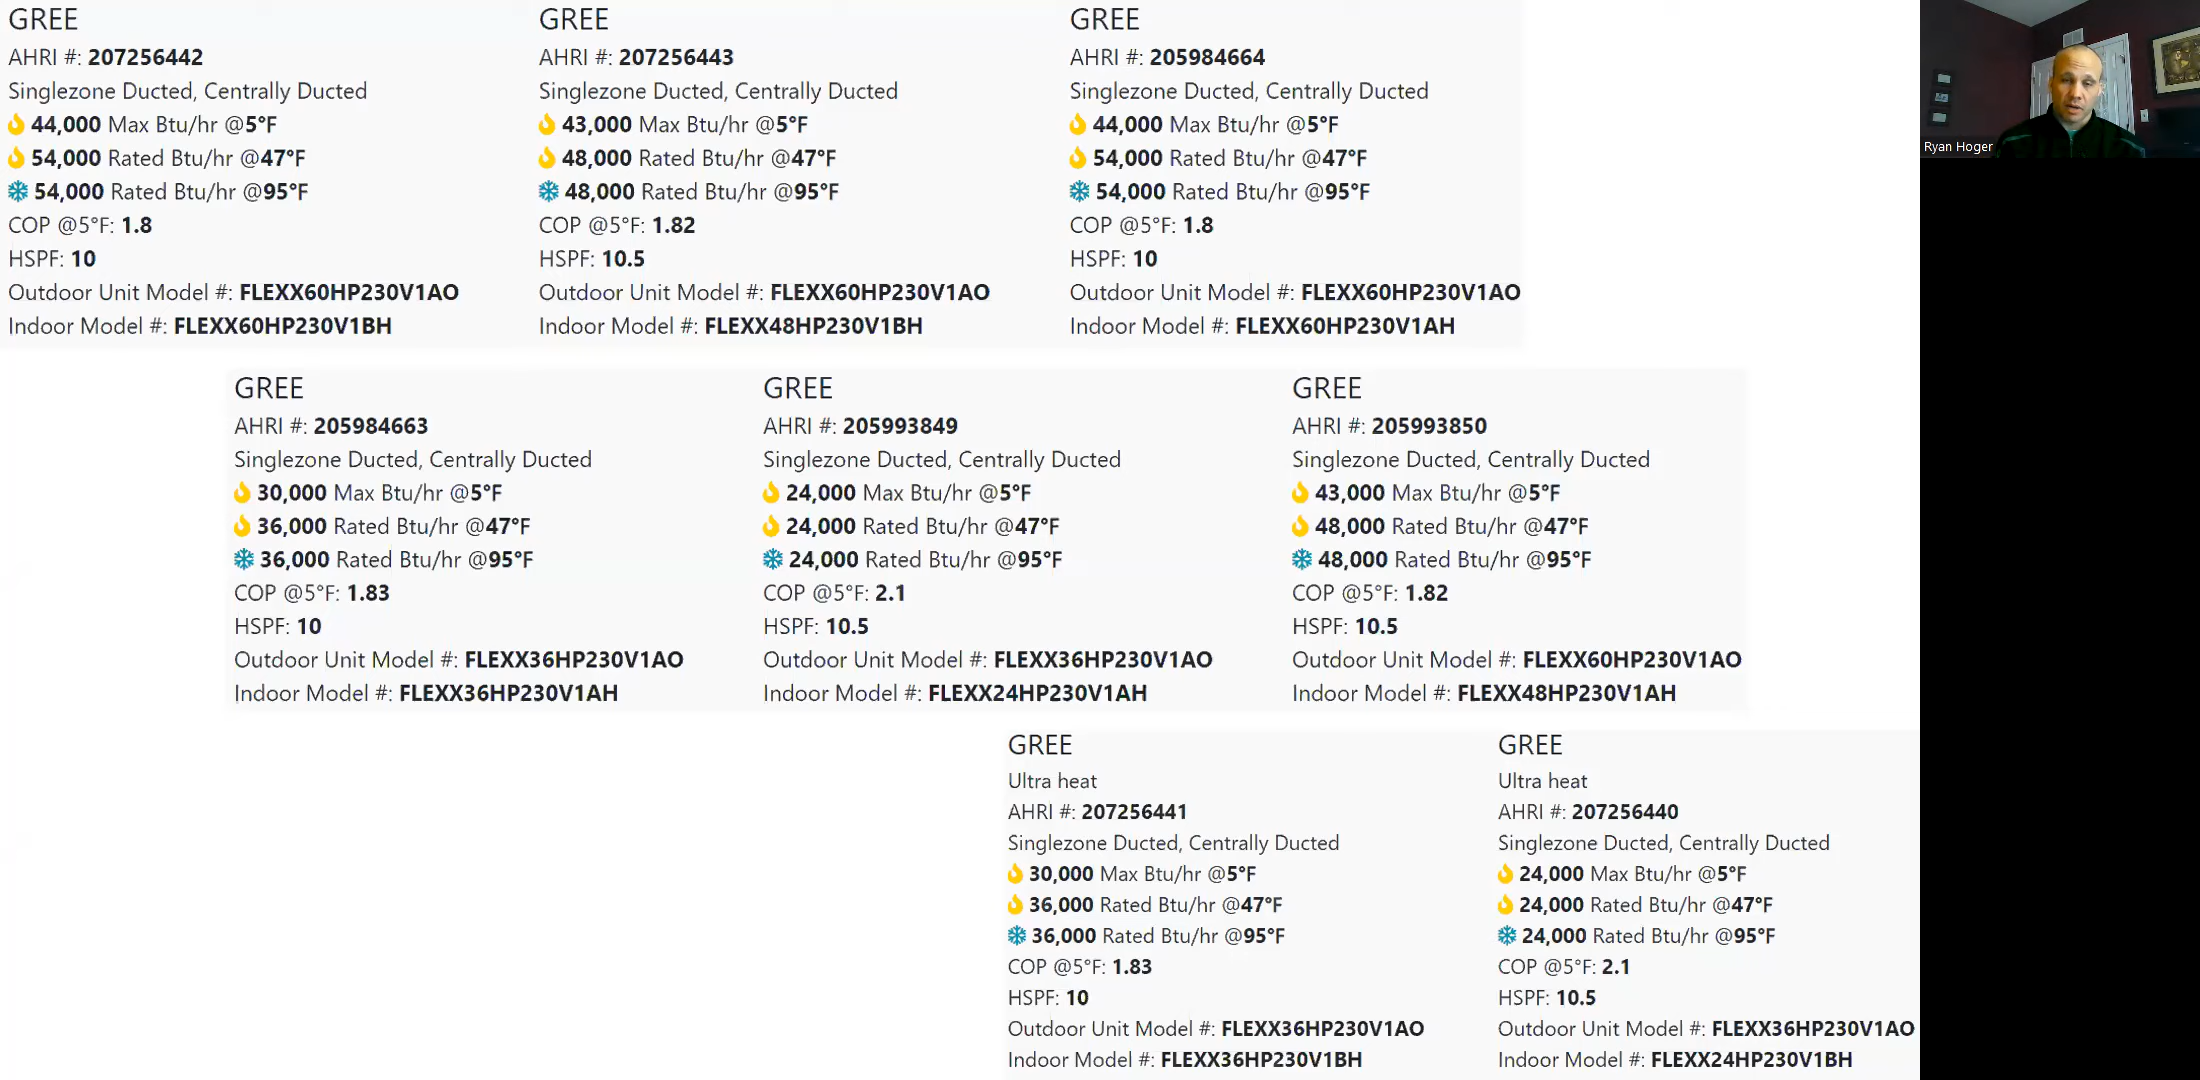 GREE
AHRI #: 207256442
Singlezone Ducted, Centrally Ducted
44,000 Max Btu/hr @5°F
54,000 Rated Btu/hr @47°F
54,000 Rated Btu/hr @95°F
COP @5°F: 1.8
HSPF: 10
Outdoor Unit Model #: FLEXX60HP230V1AO
Indoor Model #: FLEXX60HP230V1BH
GREE
AHRI #: 207256443
Singlezone Ducted, Centrally Ducted
43,000 Max Btu/hr @5°F
48,000 Rated Btu/hr @47°F
48,000 Rated Btu/hr @95°F
COP @5°F: 1.82
HSPF: 10.5
Outdoor Unit Model #: FLEXX60HP230V1AO
Indoor Model #: FLEXX48HP230V1BH
GREE
AHRI #: 205984664
Singlezone Ducted, Centrally Ducted
44,000 Max Btu/hr @5°F
54,000 Rated Btu/hr @47°F
54,000 Rated Btu/hr @95°F
COP @5°F: 1.8
HSPF: 10
Outdoor Unit Model #: FLEXX60HP230V1AO
Indoor Model #: FLEXX60HP230V1AH
Ryan Hoger
GREE
AHRI #: 205984663
Singlezone Ducted, Centrally Ducted
30,000 Max Btu/hr @5°F
36,000 Rated Btu/hr @47°F
36,000 Rated Btu/hr @95°F
COP @5°F: 1.83
HSPF: 10
Outdoor Unit Model #: FLEXX36HP230V1AO
Indoor Model #: FLEXX36HP230V1AH
GREE
AHRI #: 205993849
Singlezone Ducted, Centrally Ducted
24,000 Max Btu/hr @5°F
24,000 Rated Btu/hr @47°F
24,000 Rated Btu/hr @95°F
COP @5°F: 2.1
HSPF: 10.5
Outdoor Unit Model #: FLEXX36HP230V1AO
Indoor Model #: FLEXX24HP230V1AH
GREE
AHRI #: 205993850
Singlezone Ducted, Centrally Ducted
43,000 Max Btu/hr @5°F
48,000 Rated Btu/hr @47°F
48,000 Rated Btu/hr @95°F
COP @5°F: 1.82
HSPF: 10.5
Outdoor Unit Model #: FLEXX60HP230V1AO
Indoor Model #: FLEXX48HP230V1AH
GREE
Ultra heat
AHRI #: 207256441
Singlezone Ducted, Centrally Ducted
30,000 Max Btu/hr @5°F
36,000 Rated Btu/hr @47°F
36,000 Rated Btu/hr @95°F
COP @5°F: 1.83
HSPF: 10
Outdoor Unit Model #: FLEXX36HP230V1AO
Indoor Model #: FLEXX36HP230V1BH
GREE
Ultra heat
AHRI #: 207256440
Singlezone Ducted, Centrally Ducted
24,000 Max Btu/hr @5°F
24,000 Rated Btu/hr @47°F
24,000 Rated Btu/hr @95°F
COP @5°F: 2.1
HSPF: 10.5
Outdoor Unit Model #: FLEXX36HP230V1AO
Indoor Model #: FLEXX24HP230V1BH